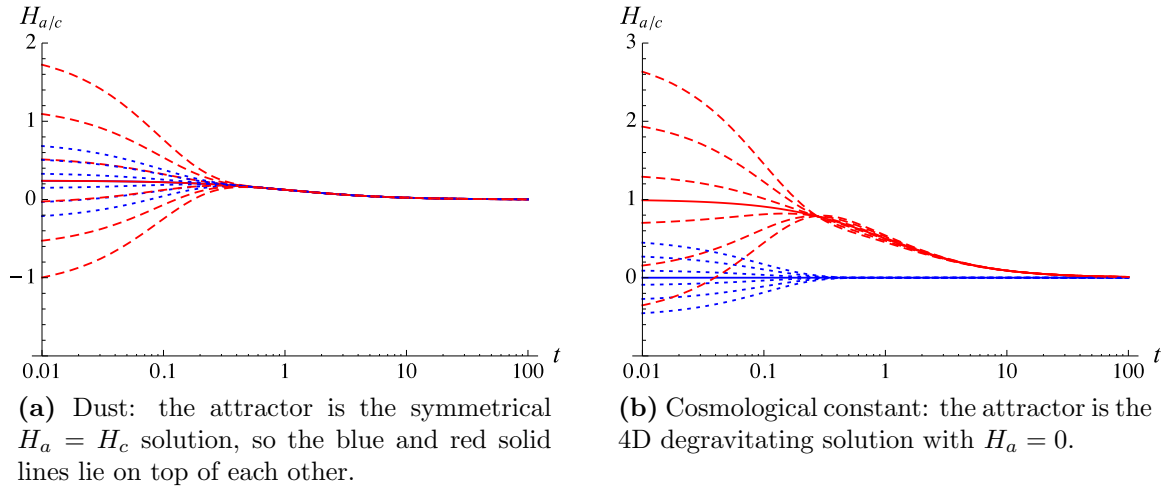 H_{a/c}
2
1
0
−1
0.01 0.1 1 10 100 t
H_{a/c}
3
2
1
0
0.01 0.1 1 10 100 t
(a) Dust: the attractor is the symmetrical
H_a = H_c solution, so the blue and red solid
lines lie on top of each other.
(b) Cosmological constant: the attractor is the
4D degravitating solution with H_a = 0.